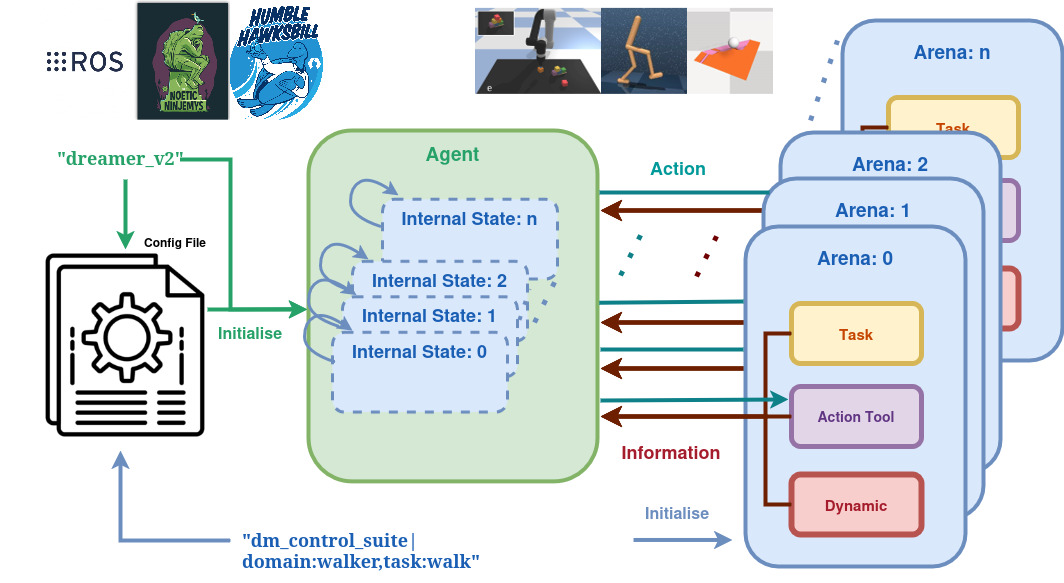 ROS
NOETIC
NINJEMYS
HUMBLE
HAWKSBILL
e
Arena: n
Task
"dreamer_v2"
Agent
Action
Arena: 2
Internal State: n
Arena: 1
Config File
Arena: 0
Internal State: 2
Internal State: 1
Initialise
Task
Internal State: 0
Action Tool
Information
Dynamic
Initialise
"dm_control_suite|
domain:walker,task:walk"